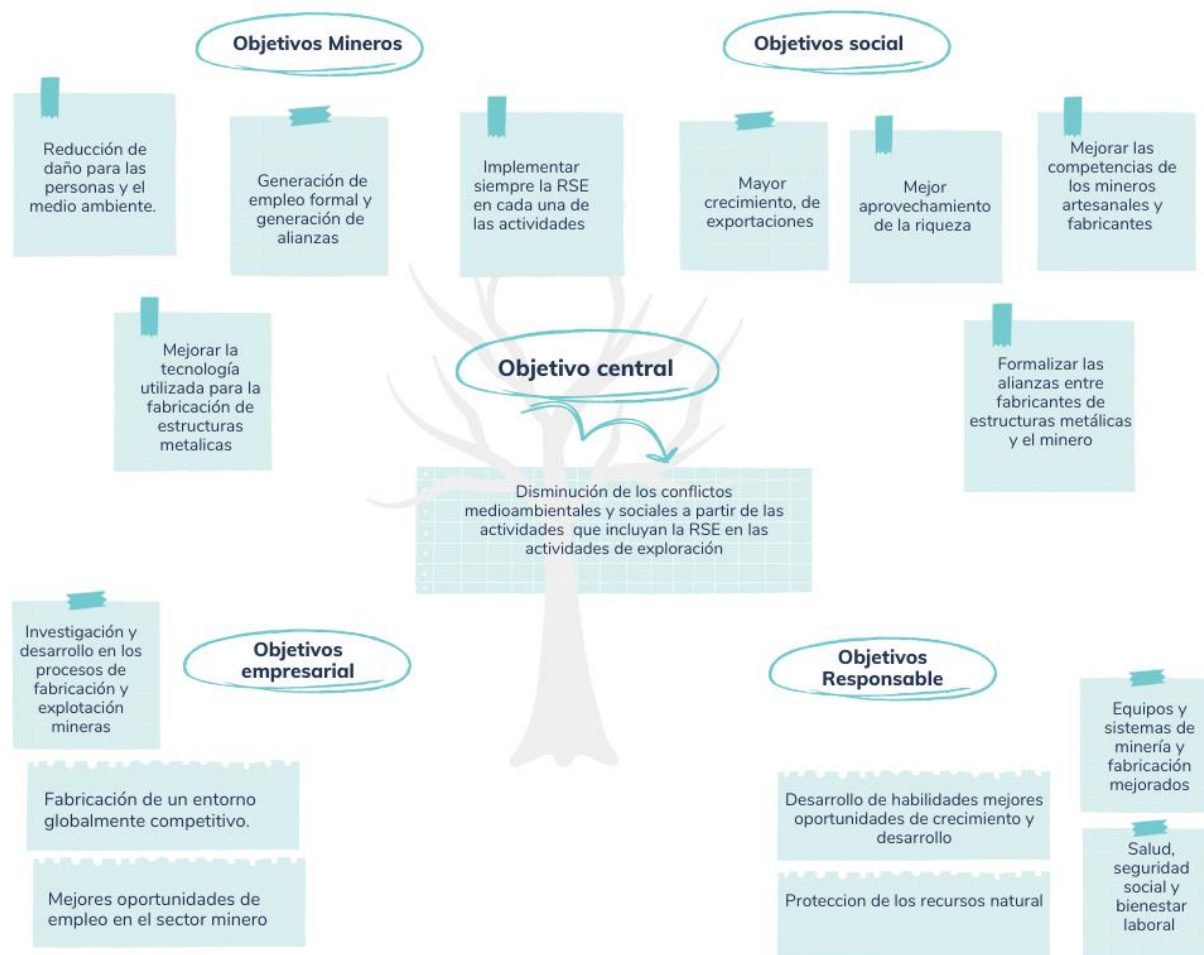 Objetivos Mineros
Objetivos social
Reducción de
daño para las
personas y el
medio ambiente.
Generación de
empleo formal y
generación de
alianzas
Implementar
siempre la RSE
en cada una de
las actividades
Mayor
crecimiento, de
exportaciones
Mejor
aprovechamiento
de la riqueza
Mejorar las
competencias de
los mineros
artesanales y
fabricantes
Mejorar la
tecnología
utilizada para la
fabricación de
estructuras
metalicas
Objetivo central
Formalizar las
alianzas entre
fabricantes de
estructuras metálicas
y el minero
Disminución de los conflictos
medioambientales y sociales a partir de las
actividades que incluyan la RSE en las
actividades de exploración
Investigación y
desarrollo en los
procesos de
fabricación y
explotación
mineras
Objetivos
empresarial
Fabricación de un entorno
globalmente competitivo.
Mejores oportunidades de
empleo en el sector minero
Objetivos
Responsable
Equipos y
sistemas de
minería y
fabricación
mejorados
Desarrollo de habilidades mejores
oportunidades de crecimiento y
desarrollo
Proteccion de los recursos natural
Salud,
seguridad
social y
bienestar
laboral